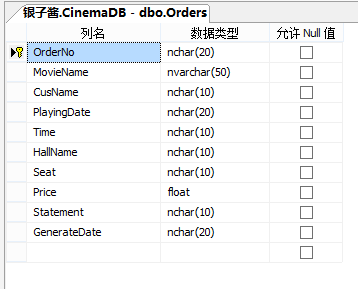 银子酱.CinemaDB - dbo.Orders
列名 数据类型 允许 Null 值
OrderNo nchar(20)
MovieName nvarchar(50)
CusName nchar(10)
PlayingDate nchar(20)
Time nchar(10)
HallName nchar(10)
Seat nchar(10)
Price float
Statement nchar(10)
GenerateDate nchar(20)